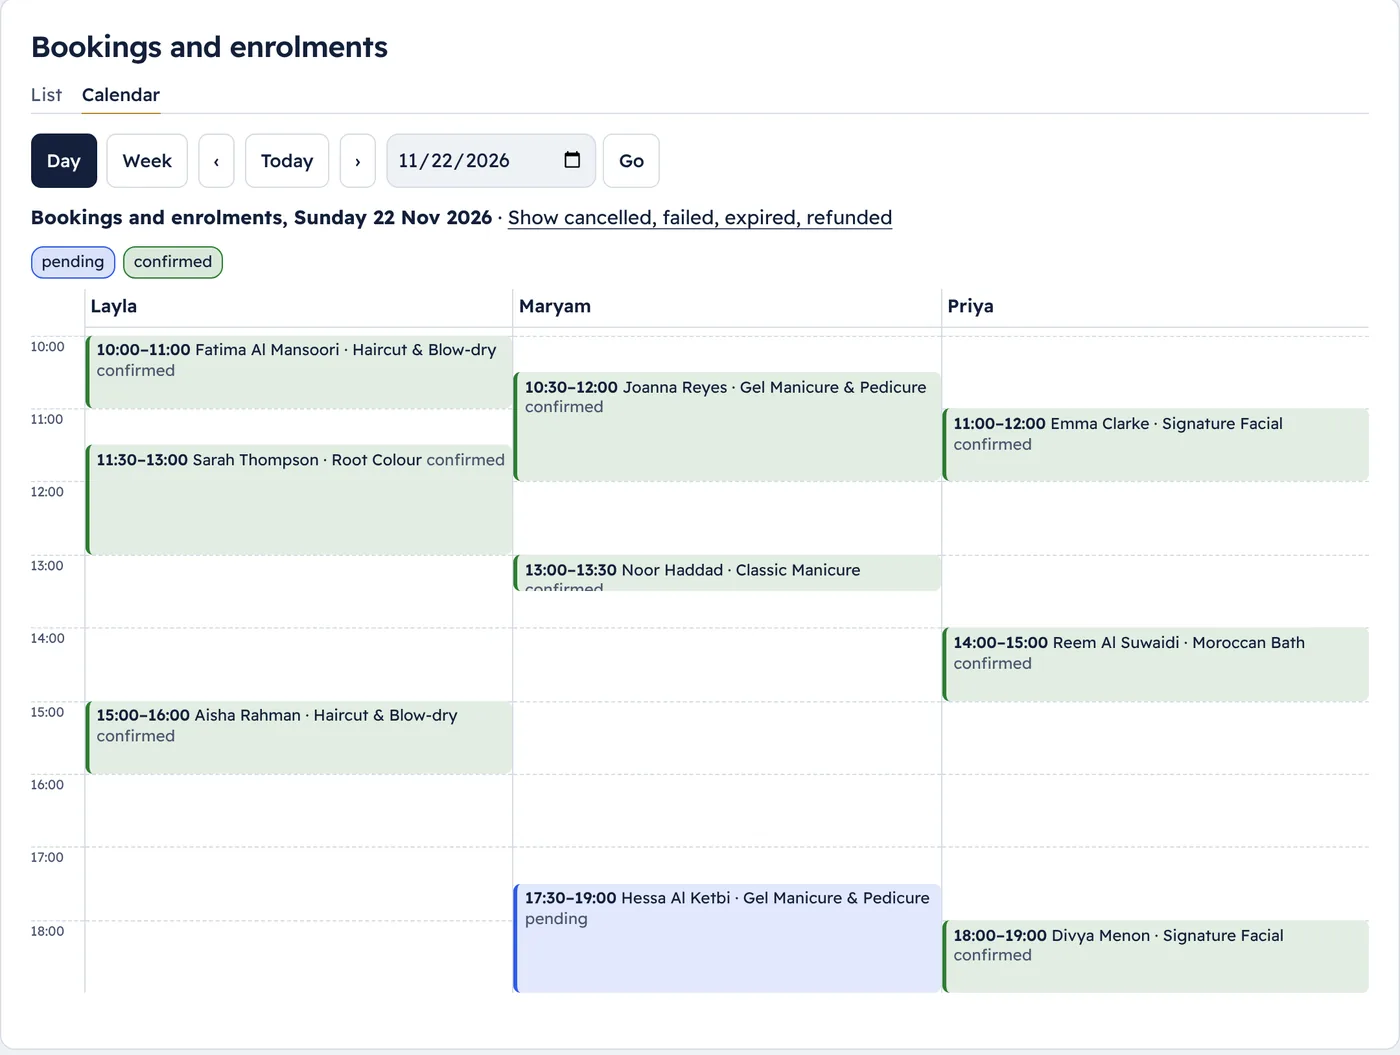 Bookings and enrolments
List Calendar
Day Week ‹ Today › 11/22/2026 Go
Bookings and enrolments, Sunday 22 Nov 2026 · Show cancelled, failed, expired, refunded
pending confirmed
Layla Maryam Priya
10:00
10:00–11:00 Fatima Al Mansoori · Haircut & Blow-dry
confirmed
10:30–12:00 Joanna Reyes · Gel Manicure & Pedicure
confirmed
11:00
11:00–12:00 Emma Clarke · Signature Facial
confirmed
11:30–13:00 Sarah Thompson · Root Colour confirmed
12:00
13:00
13:00–13:30 Noor Haddad · Classic Manicure
confirmed
14:00
14:00–15:00 Reem Al Suwaidi · Moroccan Bath
confirmed
15:00
15:00–16:00 Aisha Rahman · Haircut & Blow-dry
confirmed
16:00
17:00
17:30–19:00 Hessa Al Ketbi · Gel Manicure & Pedicure
pending
18:00
18:00–19:00 Divya Menon · Signature Facial
confirmed